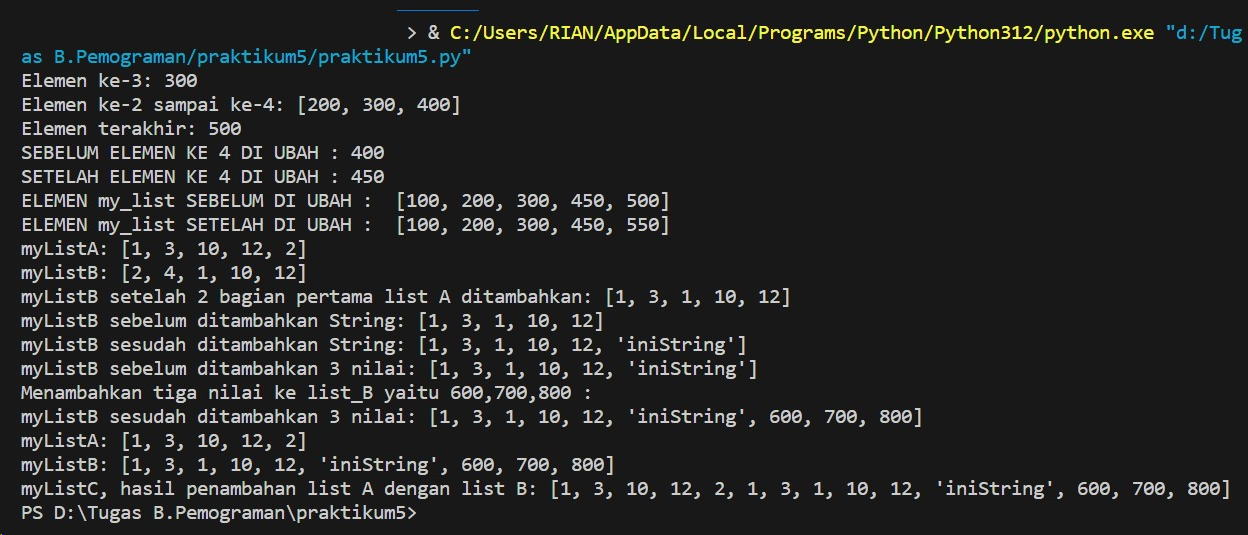 > & C:/Users/RIAN/AppData/Local/Programs/Python/Python312/python.exe "d:/Tug
as B.Pemograman/praktikum5/praktikum5.py"
Elemen ke-3: 300
Elemen ke-2 sampai ke-4: [200, 300, 400]
Elemen terakhir: 500
SEBELUM ELEMEN KE 4 DI UBAH : 400
SETELAH ELEMEN KE 4 DI UBAH : 450
ELEMEN my_list SEBELUM DI UBAH :  [100, 200, 300, 450, 500]
ELEMEN my_list SETELAH DI UBAH :  [100, 200, 300, 450, 550]
myListA: [1, 3, 10, 12, 2]
myListB: [2, 4, 1, 10, 12]
myListB setelah 2 bagian pertama list A ditambahkan: [1, 3, 1, 10, 12]
myListB sebelum ditambahkan String: [1, 3, 1, 10, 12]
myListB sesudah ditambahkan String: [1, 3, 1, 10, 12, 'iniString']
myListB sebelum ditambahkan 3 nilai: [1, 3, 1, 10, 12, 'iniString']
Menambahkan tiga nilai ke list_B yaitu 600,700,800 :
myListB sesudah ditambahkan 3 nilai: [1, 3, 1, 10, 12, 'iniString', 600, 700, 800]
myListA: [1, 3, 10, 12, 2]
myListB: [1, 3, 1, 10, 12, 'iniString', 600, 700, 800]
myListC, hasil penambahan list A dengan list B: [1, 3, 10, 12, 2, 1, 3, 1, 10, 12, 'iniString', 600, 700, 800]
PS D:\Tugas B.Pemograman\praktikum5>